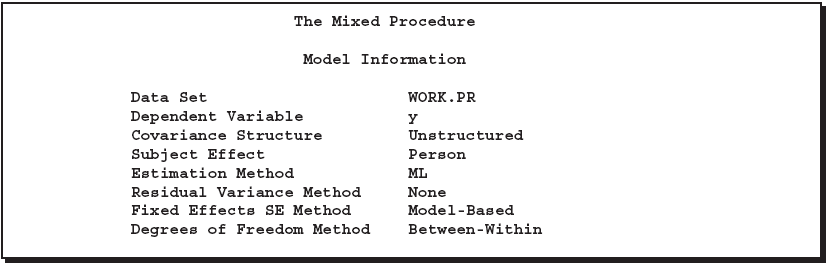 The Mixed Procedure
Model Information
Data Set WORK.PR
Dependent Variable y
Covariance Structure Unstructured
Subject Effect Person
Estimation Method ML
Residual Variance Method None
Fixed Effects SE Method Model-Based
Degrees of Freedom Method Between-Within